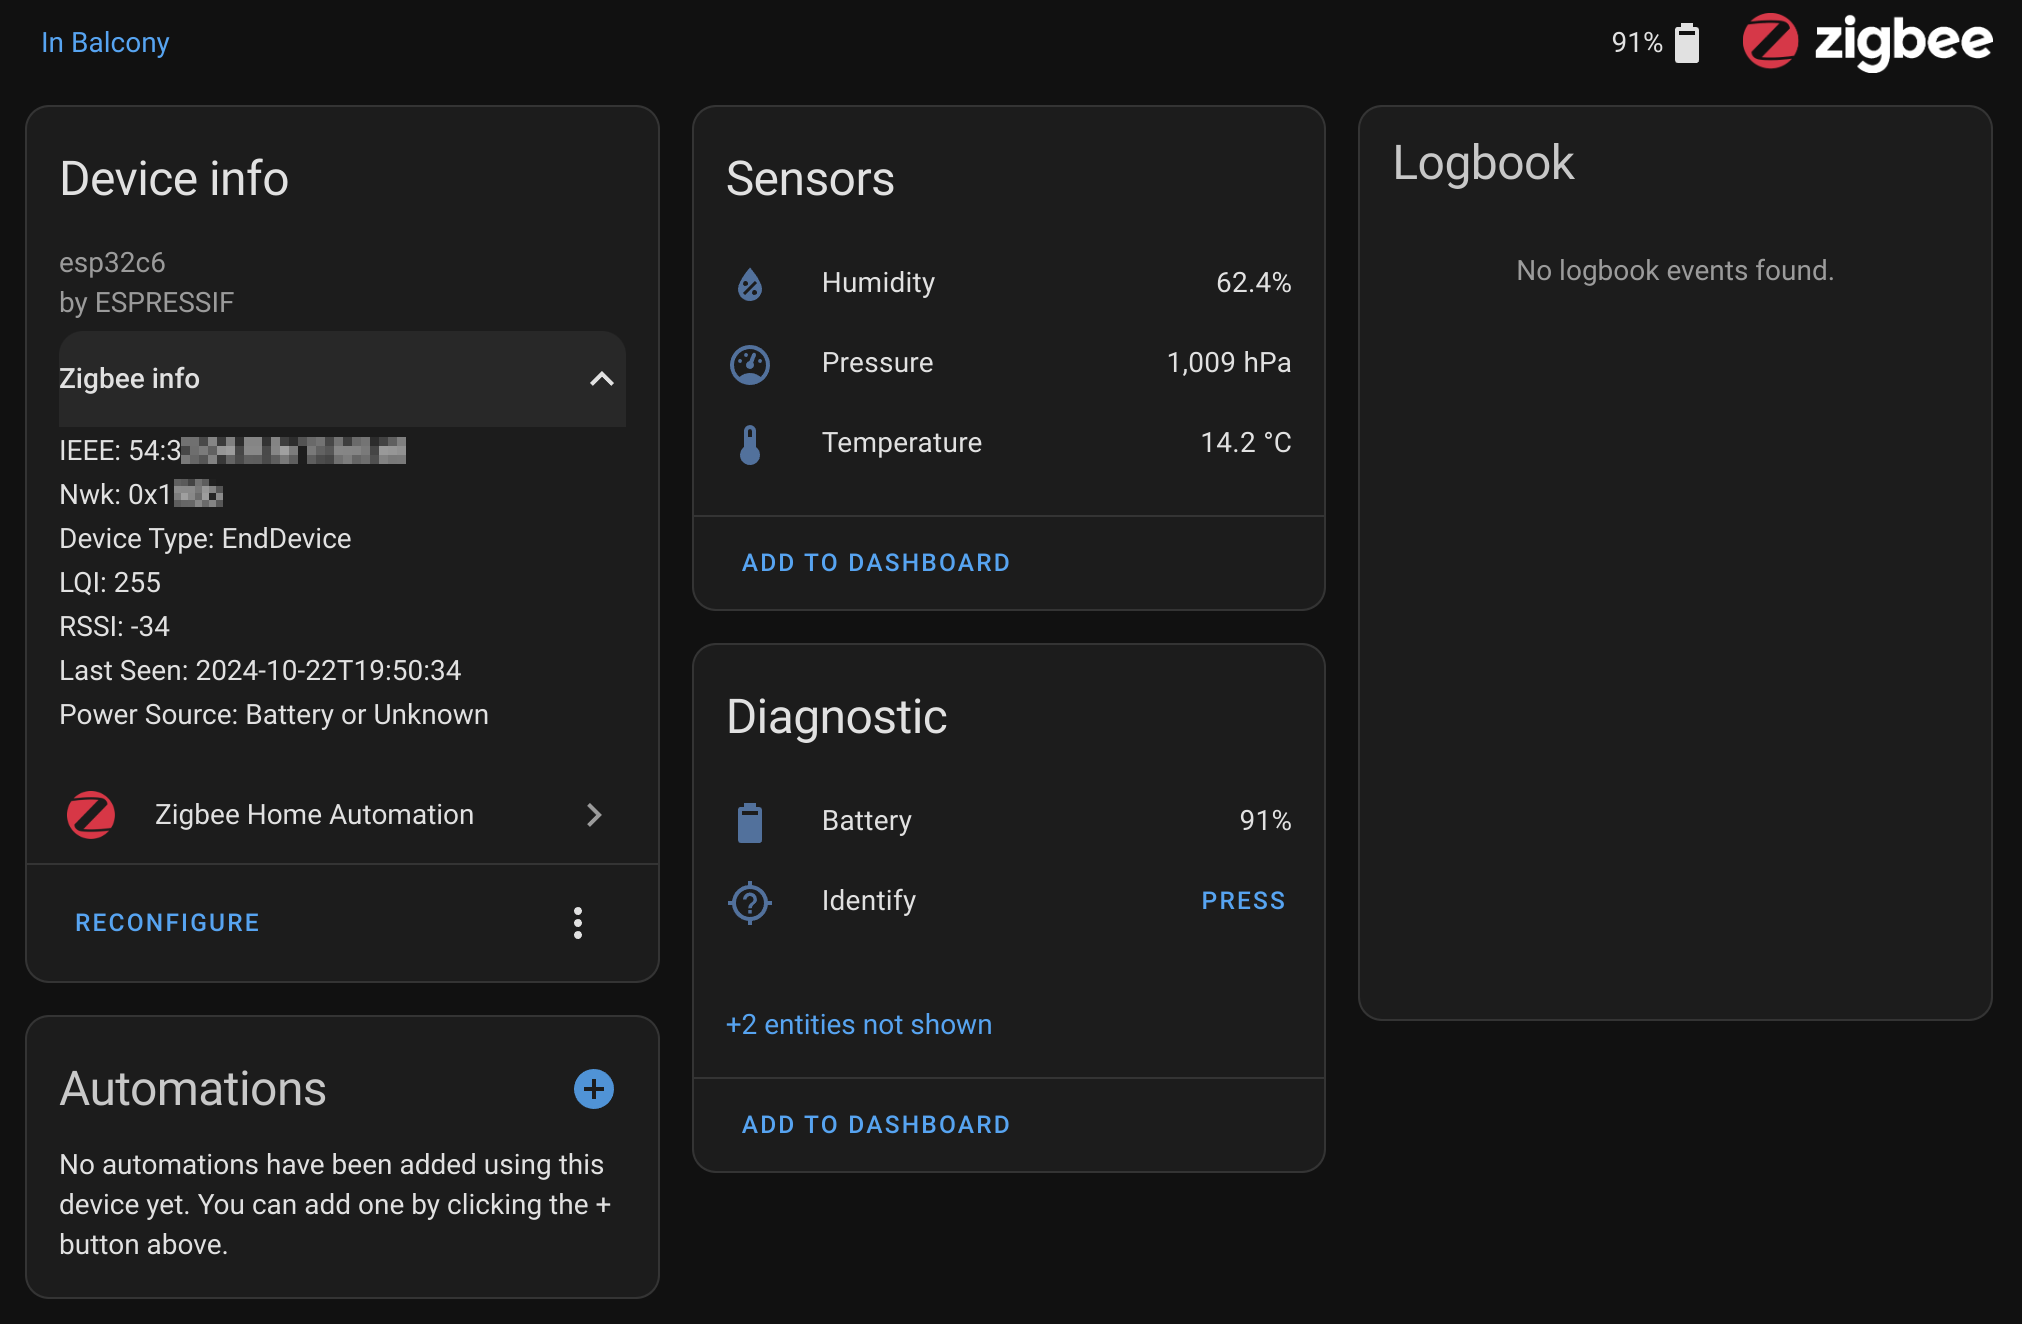 In Balcony
91%
zigbee
Device info
esp32c6
by ESPRESSIF
Zigbee info
IEEE: 54:3
Nwk: 0x1
Device Type: EndDevice
LQI: 255
RSSI: -34
Last Seen: 2024-10-22T19:50:34
Power Source: Battery or Unknown
Zigbee Home Automation
RECONFIGURE
Automations
No automations have been added using this
device yet. You can add one by clicking the +
button above.
Sensors
Humidity 62.4%
Pressure 1,009 hPa
Temperature 14.2 °C
ADD TO DASHBOARD
Diagnostic
Battery 91%
Identify PRESS
+2 entities not shown
ADD TO DASHBOARD
Logbook
No logbook events found.